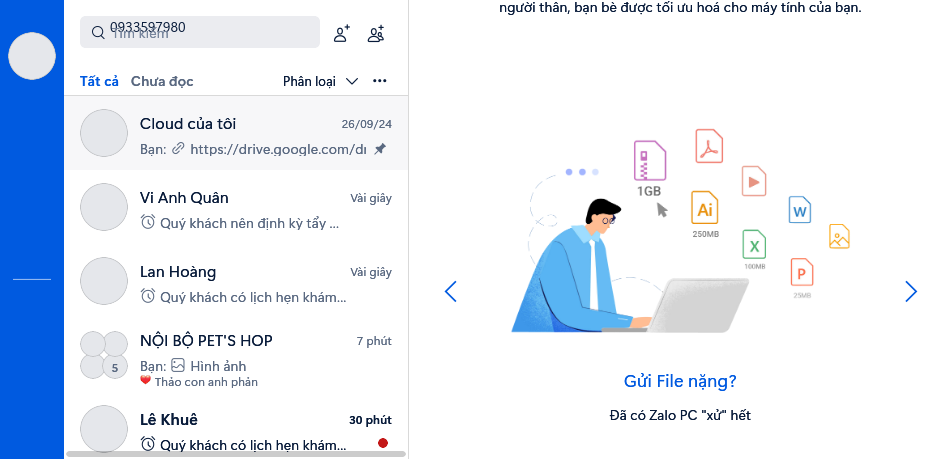 người thân, bạn bè được tối ưu hoá cho máy tính của bạn.
0933597980
Tìm kiếm
Tất cả Chưa đọc Phân loại
Cloud của tôi 26/09/24
Bạn: https://drive.google.com/dr
Vi Anh Quân Vài giây
Quý khách nên định kỳ tẩy ...
Lan Hoàng Vài giây
Quý khách có lịch hẹn khám...
NỘI BỘ PET'S HOP 7 phút
Bạn: Hình ảnh
5
Thảo con anh phản
Lê Khuê 30 phút
Quý khách có lịch hẹn khám...
1GB
Ai
250MB
W
X
100MB
P
25MB
Gửi File nặng?
Đã có Zalo PC "xử" hết